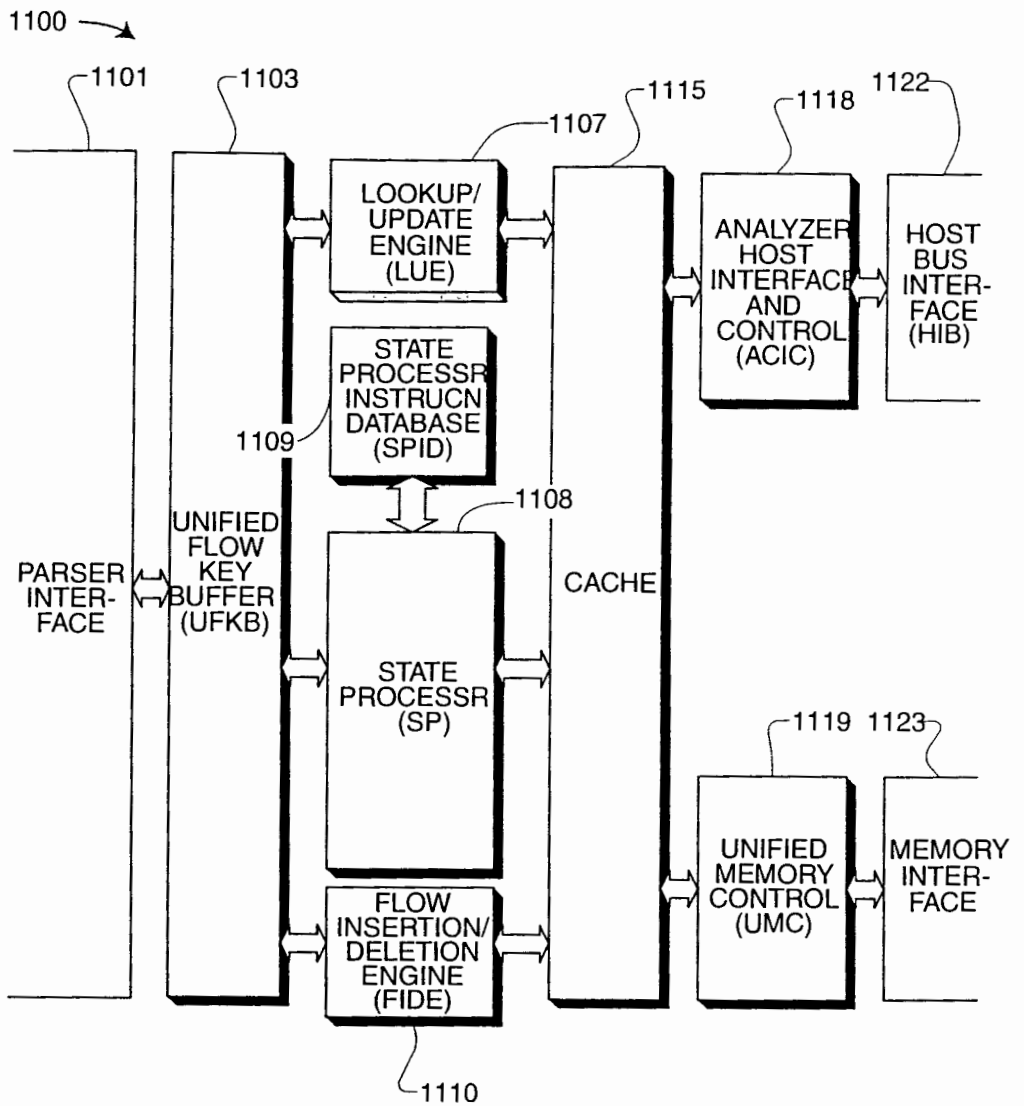 1100
1101
1103
1107
1115
1118
1122
LOOKUP/
UPDATE
ENGINE
(LUE)
ANALYZER
HOST
INTERFACE
AND
CONTROL
(ACIC)
HOST
BUS
INTER-
FACE
(HIB)
STATE
PROCESSR
INSTRUCN
DATABASE
(SPID)
1109
1108
PARSER
INTER-
FACE
UNIFIED
FLOW
KEY
BUFFER
(UFKB)
CACHE
STATE
PROCESSR
(SP)
1119
1123
UNIFIED
MEMORY
CONTROL
(UMC)
MEMORY
INTER-
FACE
FLOW
INSERTION/
DELETION
ENGINE
(FIDE)
1110